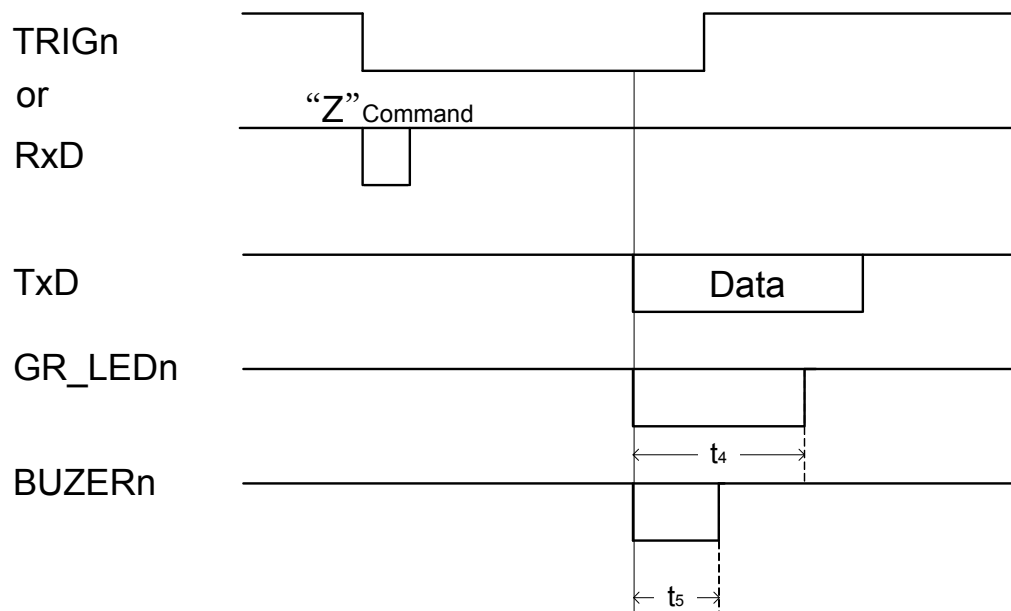 TRIGn
or
“Z” Command
RxD
TxD
Data
GR_LEDn
t4
BUZERn
t5